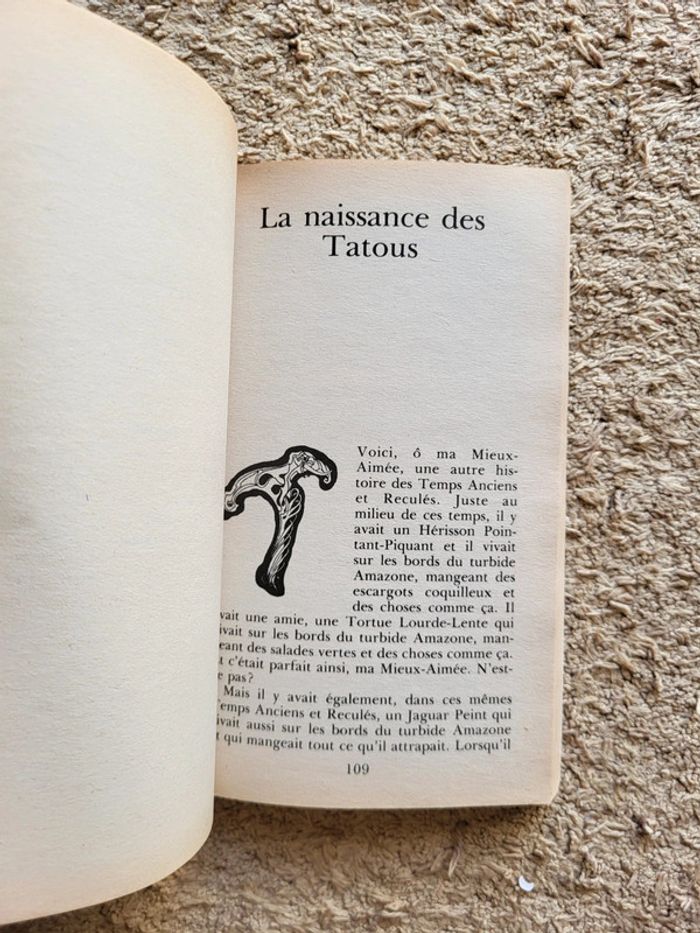 La naissance des
Tatous
Voici, ô ma Mieux-
Aimée, une autre his-
toire des Temps Anciens
et Reculés. Juste au
milieu de ces temps, il y
avait un Hérisson Poin-
tant-Piquant et il vivait
sur les bords du turbide
Amazone, mangeant des
escargots coquilleux et
des choses comme ça. Il
vait une amie, une Tortue Lourde-Lente qui
ivait sur les bords du turbide Amazone, man-
eant des salades vertes et des choses comme ça.
t c'était parfait ainsi, ma Mieux-Aimée. N'est-
e pas?
Mais il y avait également, dans ces mêmes
emps Anciens et Reculés, un Jaguar Peint qui
ivait aussi sur les bords du turbide Amazone
t qui mangeait tout ce qu'il attrapait. Lorsqu'il
109